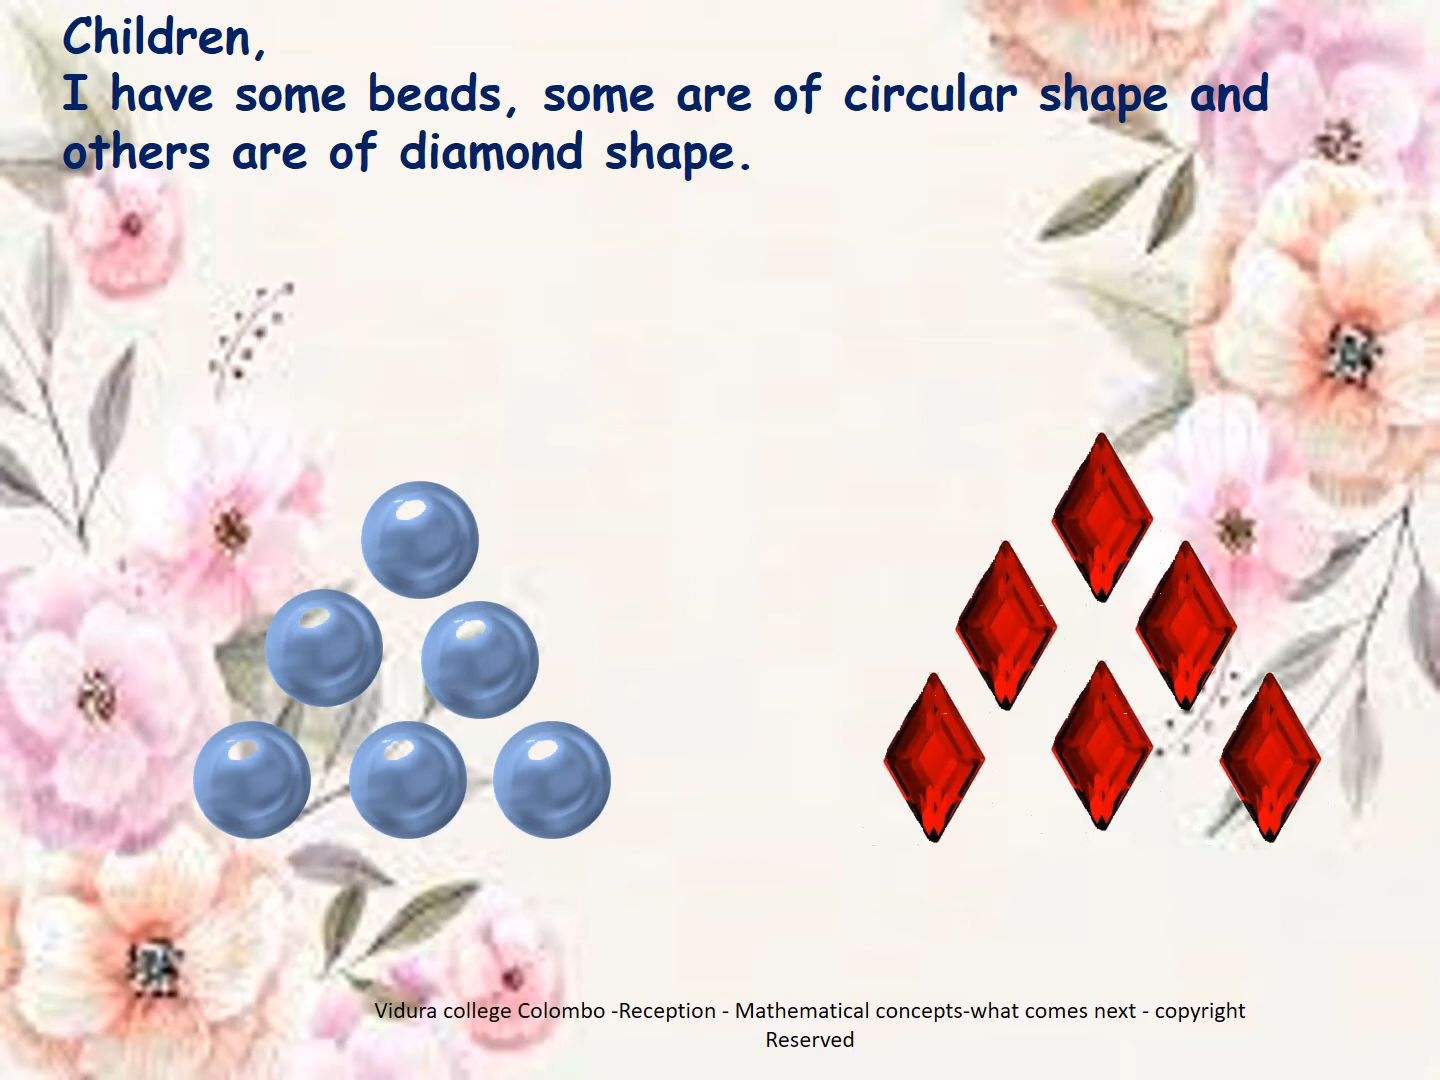 Children,
I have some beads, some are of circular shape and
others are of diamond shape.
Vidura college Colombo -Reception - Mathematical concepts-what comes next - copyright
Reserved